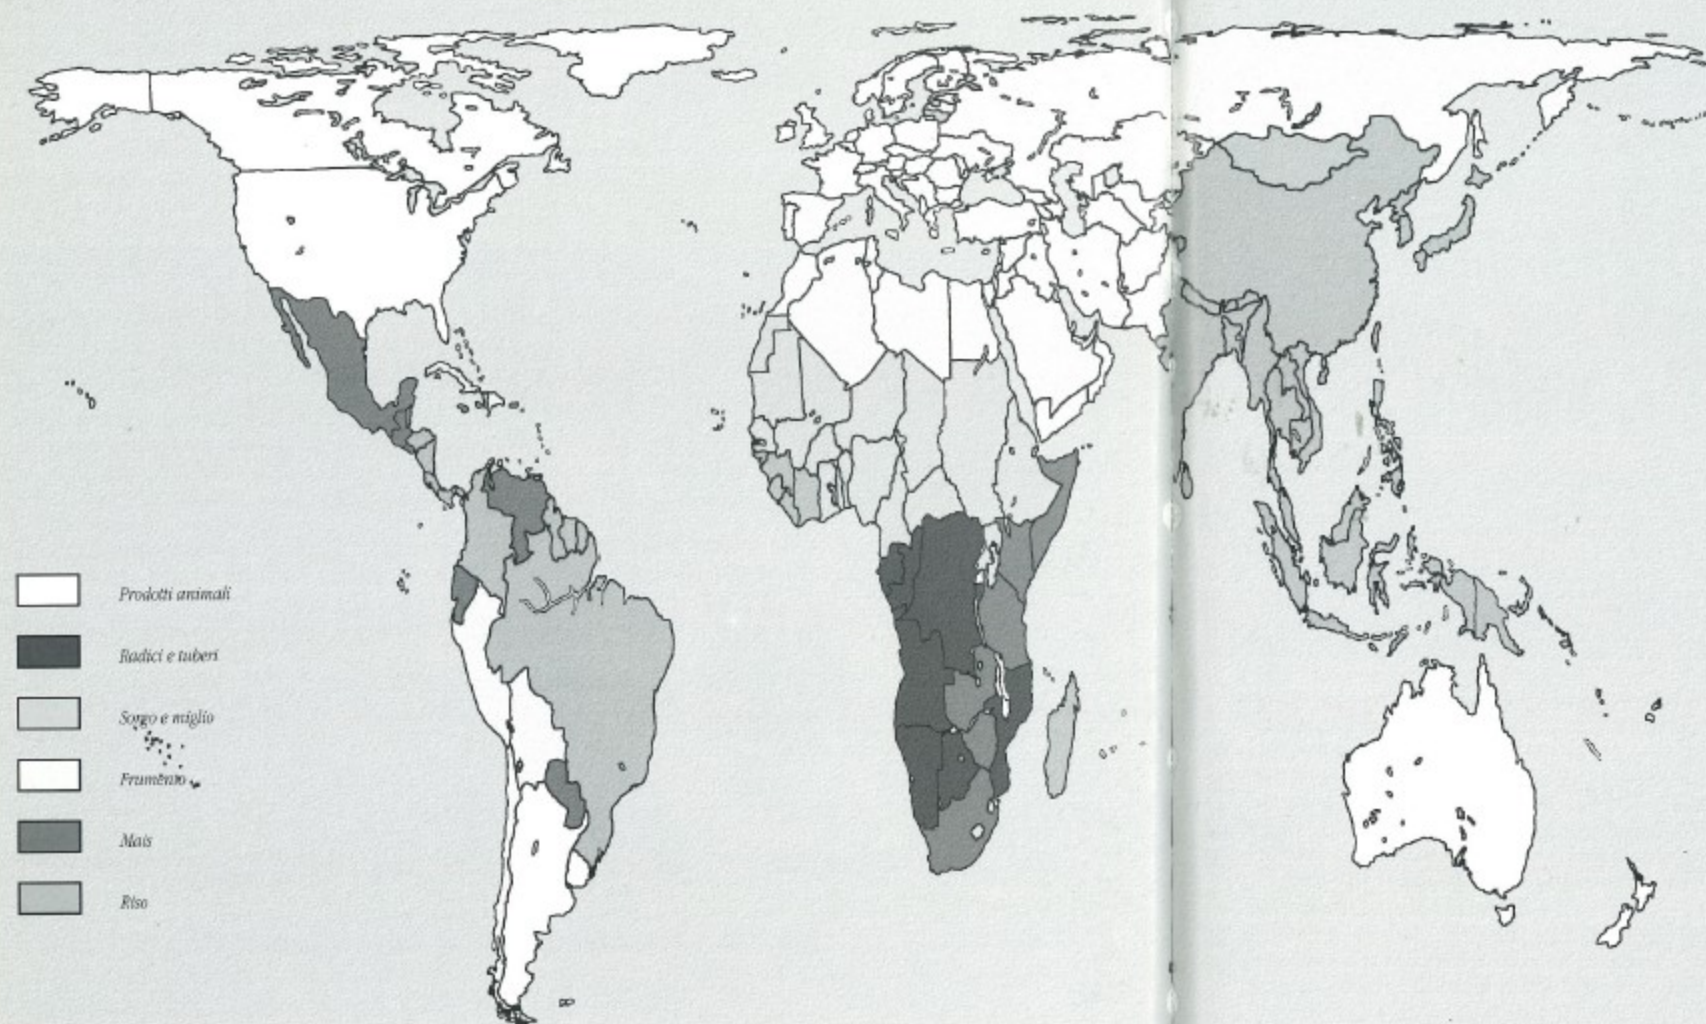 Prodotti animali
Radici e tuberi
Sorgo e miglio
Frumento
Mais
Riso